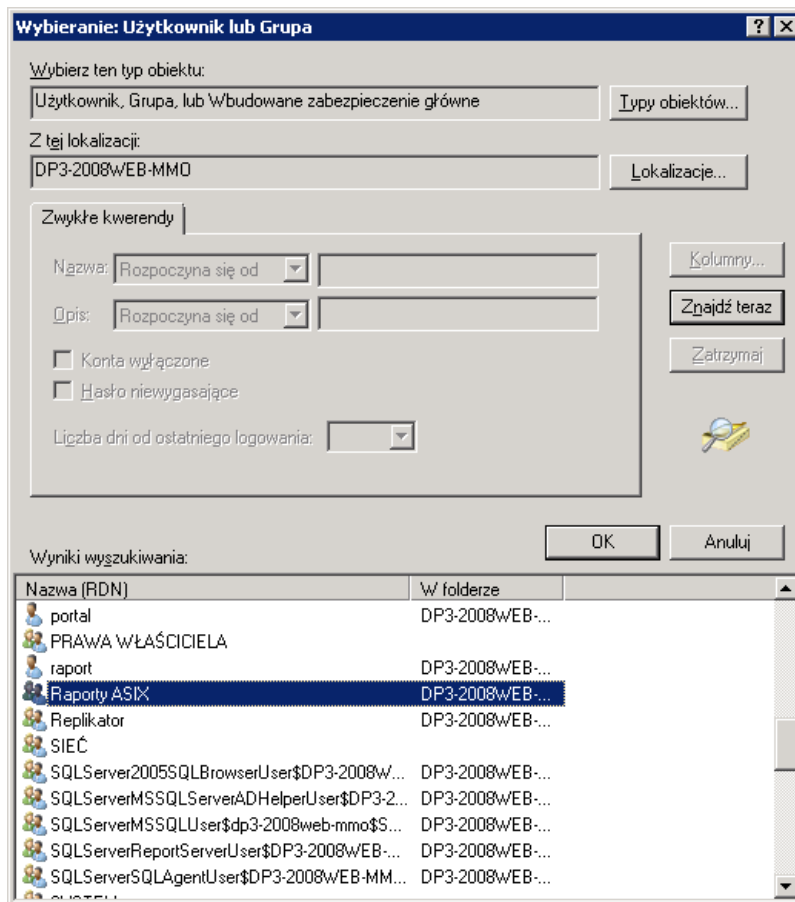 Wybieranie: Użytkownik lub Grupa
Wybierz ten typ obiektu:
Użytkownik, Grupa, lub Wbudowane zabezpieczenie główne
Typy obiektów...
Z tej lokalizacji:
DP3-2008WEB-MMO
Lokalizacje...
Zwykłe kwerendy
Nazwa: Rozpoczyna się od
Kolumny...
Opis: Rozpoczyna się od
Znajdź teraz
Konta wyłączone
Zatrzymaj
Hasło niewygasające
Liczba dni od ostatniego logowania:
OK Anuluj
Wyniki wyszukiwania:
Nazwa (RDN) W folderze
portal DP3-2008WEB-...
PRAWA WŁAŚCICIELA
raport DP3-2008WEB-...
Raporty ASIX DP3-2008WEB-...
Replikator DP3-2008WEB-...
SIEĆ
SQLServer2005SQLBrowserUser$DP3-2008W... DP3-2008WEB-...
SQLServerMSSQLServerADHelperUser$DP3-2... DP3-2008WEB-...
SQLServerMSSQLUser$dp3-2008web-mmo$S... DP3-2008WEB-...
SQLServerReportServerUser$DP3-2008WEB-... DP3-2008WEB-...
SQLServerSQLAgentUser$DP3-2008WEB-MM... DP3-2008WEB-...